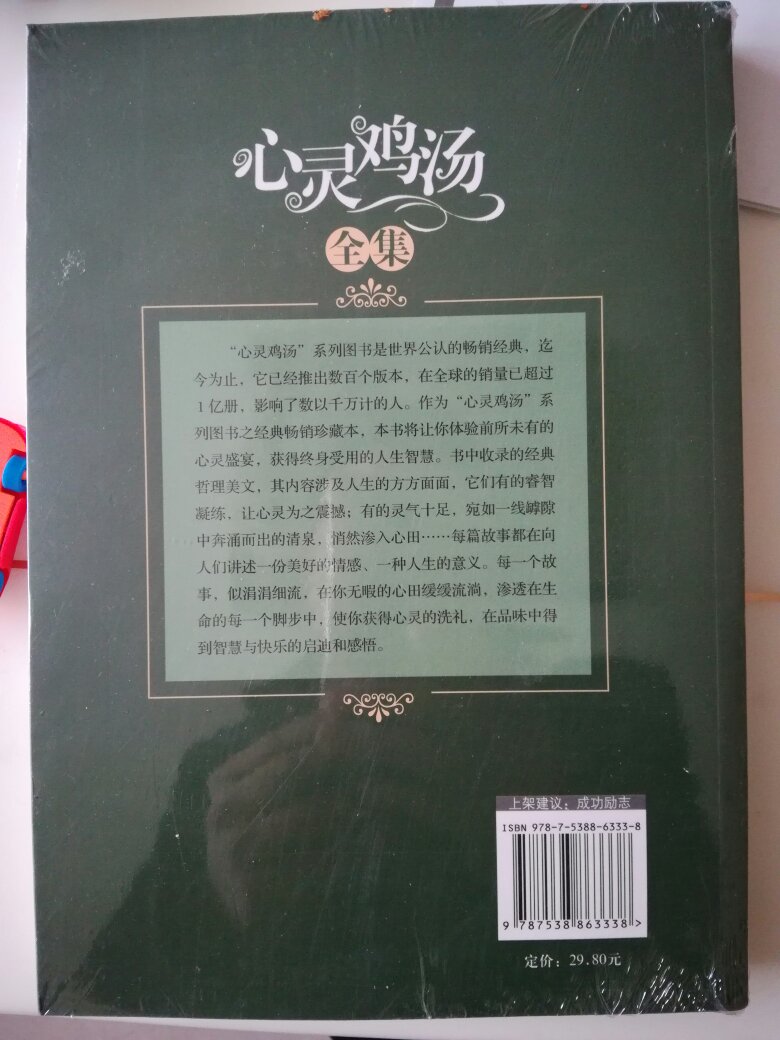 心灵鸡汤
全集
“心灵鸡汤”系列图书是世界公认的畅销经典，迄
今为止，它已经推出数百个版本，在全球的销量已超过
1亿册，影响了数以千万计的人。作为“心灵鸡汤”系
列图书之经典畅销珍藏本，本书将让你体验前所未有的
心灵盛宴，获得终身受用的人生智慧。书中收录的经典
哲理美文，其内容涉及人生的方方面面，它们有的睿智
凝练，让心灵为之震撼；有的灵气十足，宛如一线罅隙
中奔涌而出的清泉，悄然渗入心田……每篇故事都在向
人们讲述一份美好的情感、一种人生的意义。每一个故
事，似涓涓细流，在你无暇的心田缓缓流淌，渗透在生
命的每一个脚步中，使你获得心灵的洗礼，在品味中得
到智慧与快乐的启迪和感悟。
上架建议：成功励志
ISBN 978-7-5388-6333-8
9 787538 863338 >
定价：29.80元